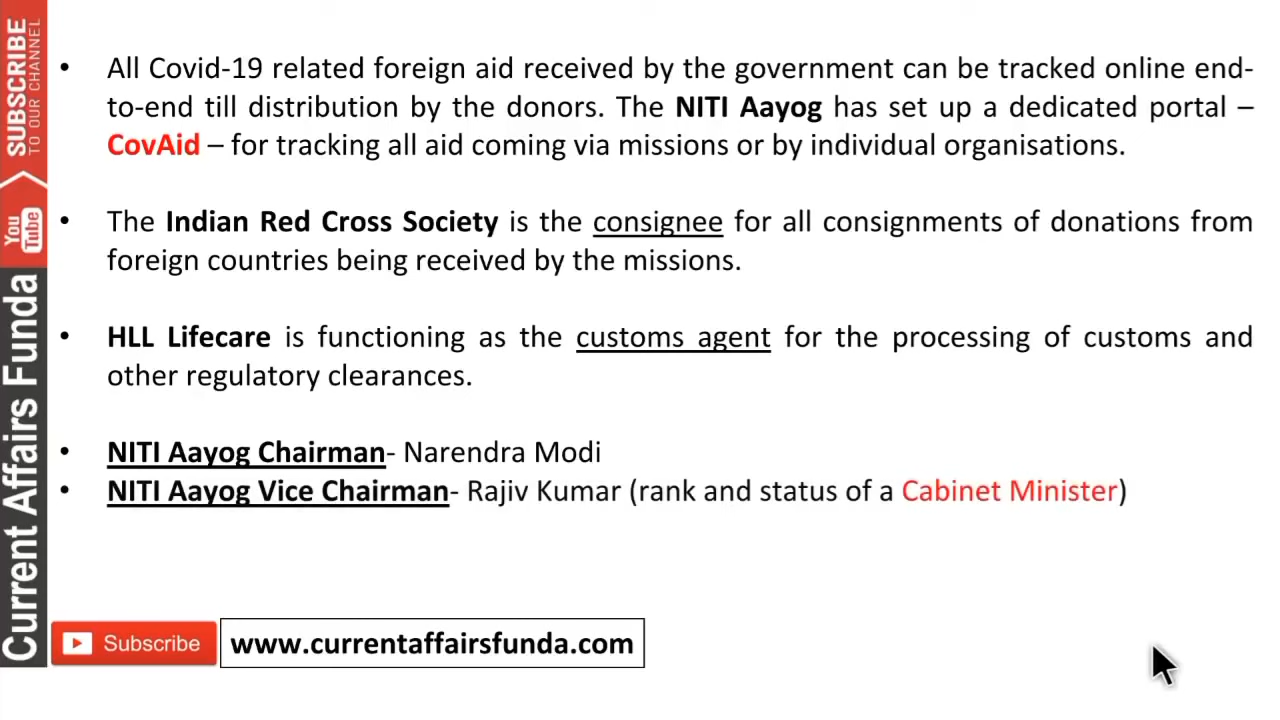 SUBSCRIBE
TO OUR CHANNEL
You
Tube
Current Affairs Funda
• All Covid-19 related foreign aid received by the government can be tracked online end-
to-end till distribution by the donors. The NITI Aayog has set up a dedicated portal –
CovAid – for tracking all aid coming via missions or by individual organisations.
• The Indian Red Cross Society is the consignee for all consignments of donations from
foreign countries being received by the missions.
• HLL Lifecare is functioning as the customs agent for the processing of customs and
other regulatory clearances.
• NITI Aayog Chairman- Narendra Modi
• NITI Aayog Vice Chairman- Rajiv Kumar (rank and status of a Cabinet Minister)
Subscribe
www.currentaffairsfunda.com